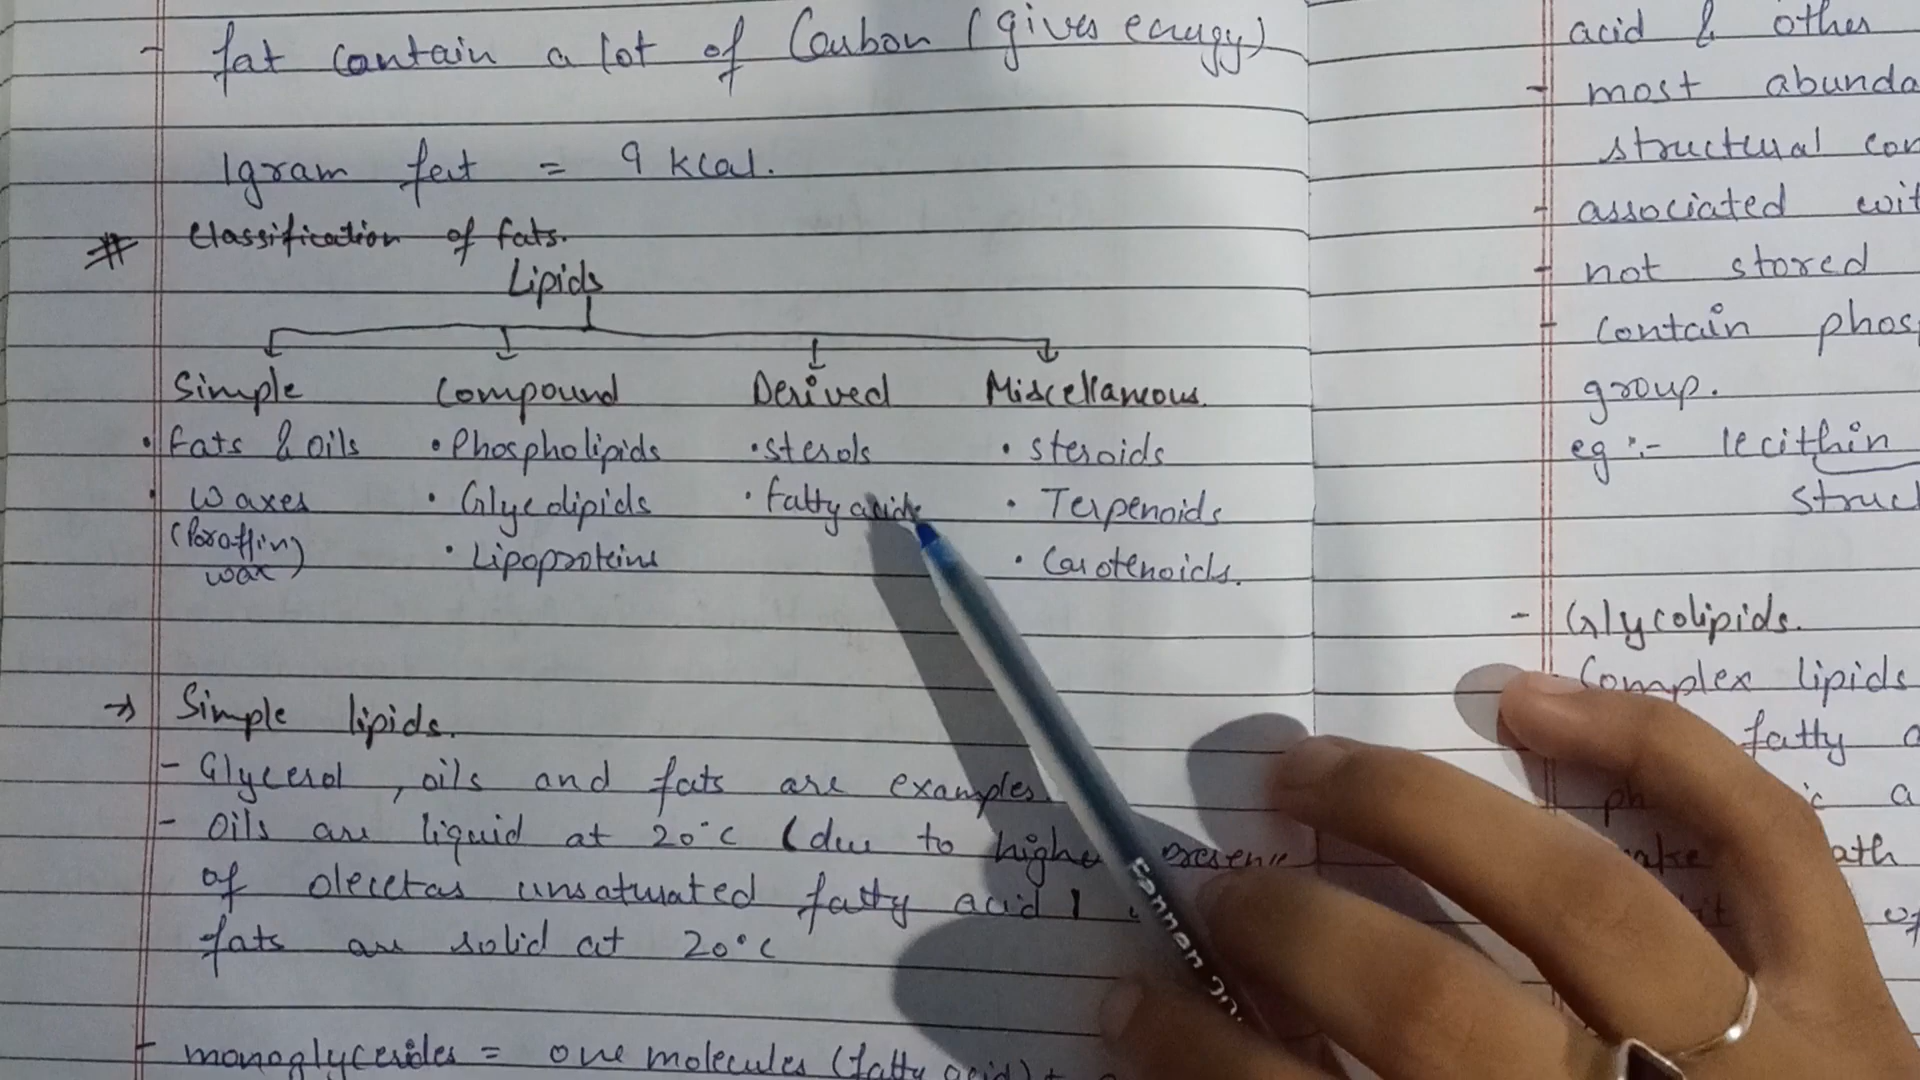 - fat contain a lot of Carbon (gives energy)
1gram fat = 9 kcal.
# Classification of fats.
Lipids
Simple Compound Derived Miscellaneous.
• fats & oils • Phospholipids • sterols • steroids
• waxes • Glycolipids • fatty acids • Terpenoids
(Paraffin wax) • Lipoproteins • Carotenoids.
→ Simple lipids.
- Glycerol, oils and fats are examples.
- Oils are liquid at 20°c (due to higher presence
of unsaturated fatty acid)
fats are solid at 20°c
- monoglycerides = one molecules (fatty acid) +
acid & other
- most abunda
structural con
- associated wit
- not stored
- contain phos
group.
eg :- lecithin
struc
- Glycolipids.
- Complex lipids
fatty
Fennan